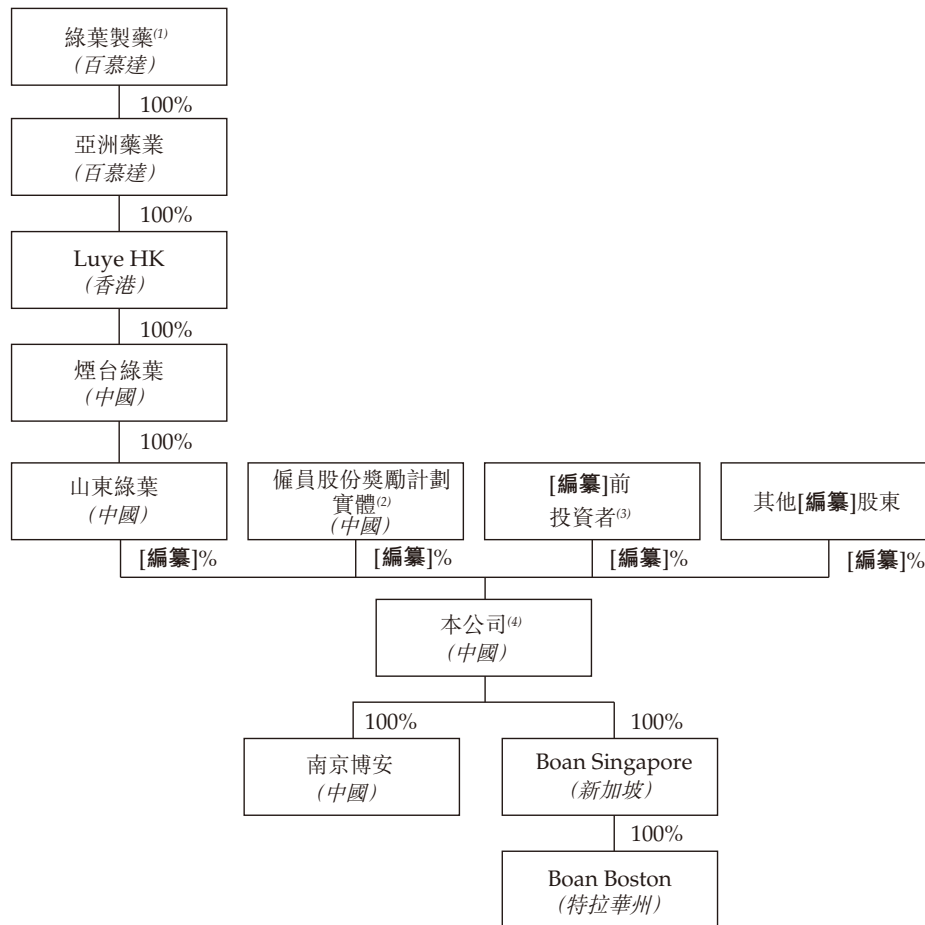 綠葉製藥(1)
（百慕達）
100%
亞洲藥業
（百慕達）
100%
Luye HK
（香港）
100%
煙台綠葉
（中國）
100%
山東綠葉
（中國）
僱員股份獎勵計劃
實體(2)
（中國）
[編纂]前
投資者(3)
其他[編纂]股東
[編纂]%
[編纂]%
[編纂]%
[編纂]%
本公司(4)
（中國）
100%
100%
南京博安
（中國）
Boan Singapore
（新加坡）
100%
Boan Boston
（特拉華州）